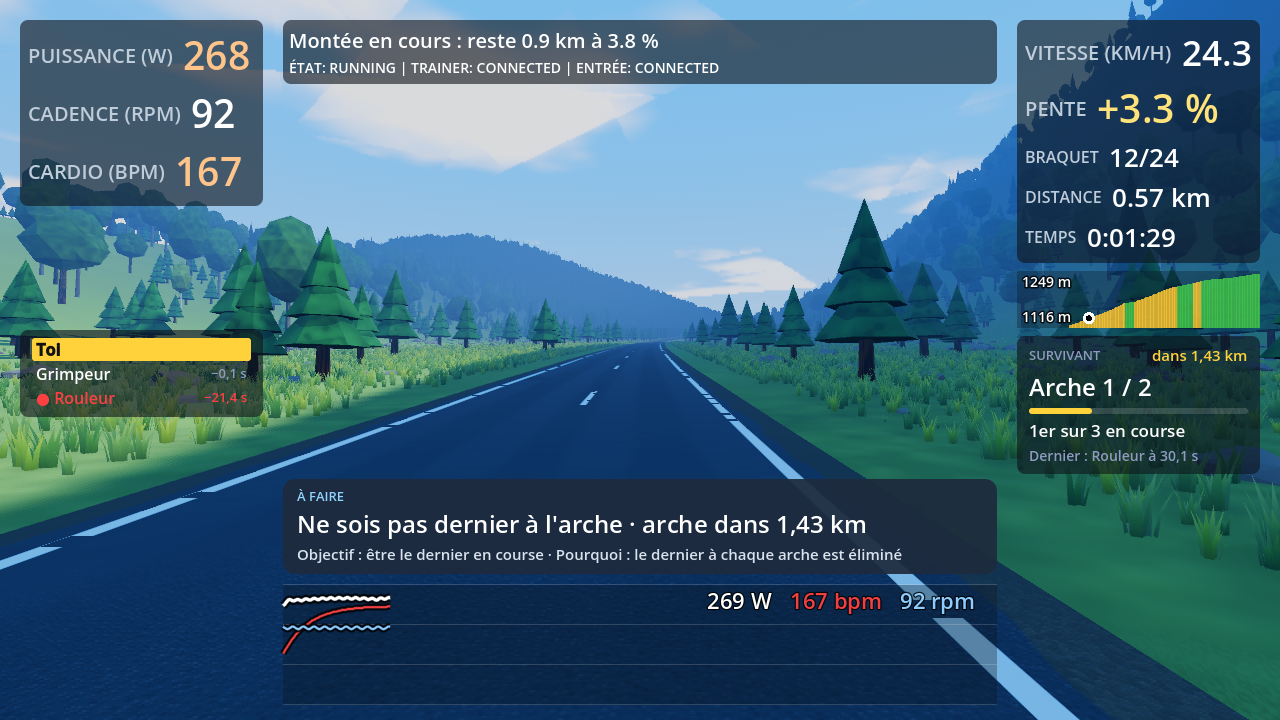 PUISSANCE (W) 268
CADENCE (RPM) 92
CARDIO (BPM) 167
Montée en cours : reste 0.9 km à 3.8 %
ÉTAT: RUNNING | TRAINER: CONNECTED | ENTRÉE: CONNECTED
VITESSE (KM/H) 24.3
PENTE +3.3 %
BRAQUET 12/24
DISTANCE 0.57 km
TEMPS 0:01:29
1249 m
1116 m
SURVIVANT dans 1,43 km
Arche 1 / 2
1er sur 3 en course
Dernier : Rouleur à 30,1 s
Toi
Grimpeur −0,1 s
Rouleur −21,4 s
À FAIRE
Ne sois pas dernier à l'arche · arche dans 1,43 km
Objectif : être le dernier en course · Pourquoi : le dernier à chaque arche est éliminé
269 W 167 bpm 92 rpm